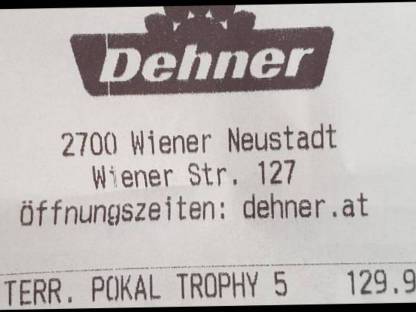 Dehner
2700 Wiener Neustadt
Wiener Str. 127
Öffnungszeiten: dehner.at
TERR. POKAL TROPHY 5 129.9